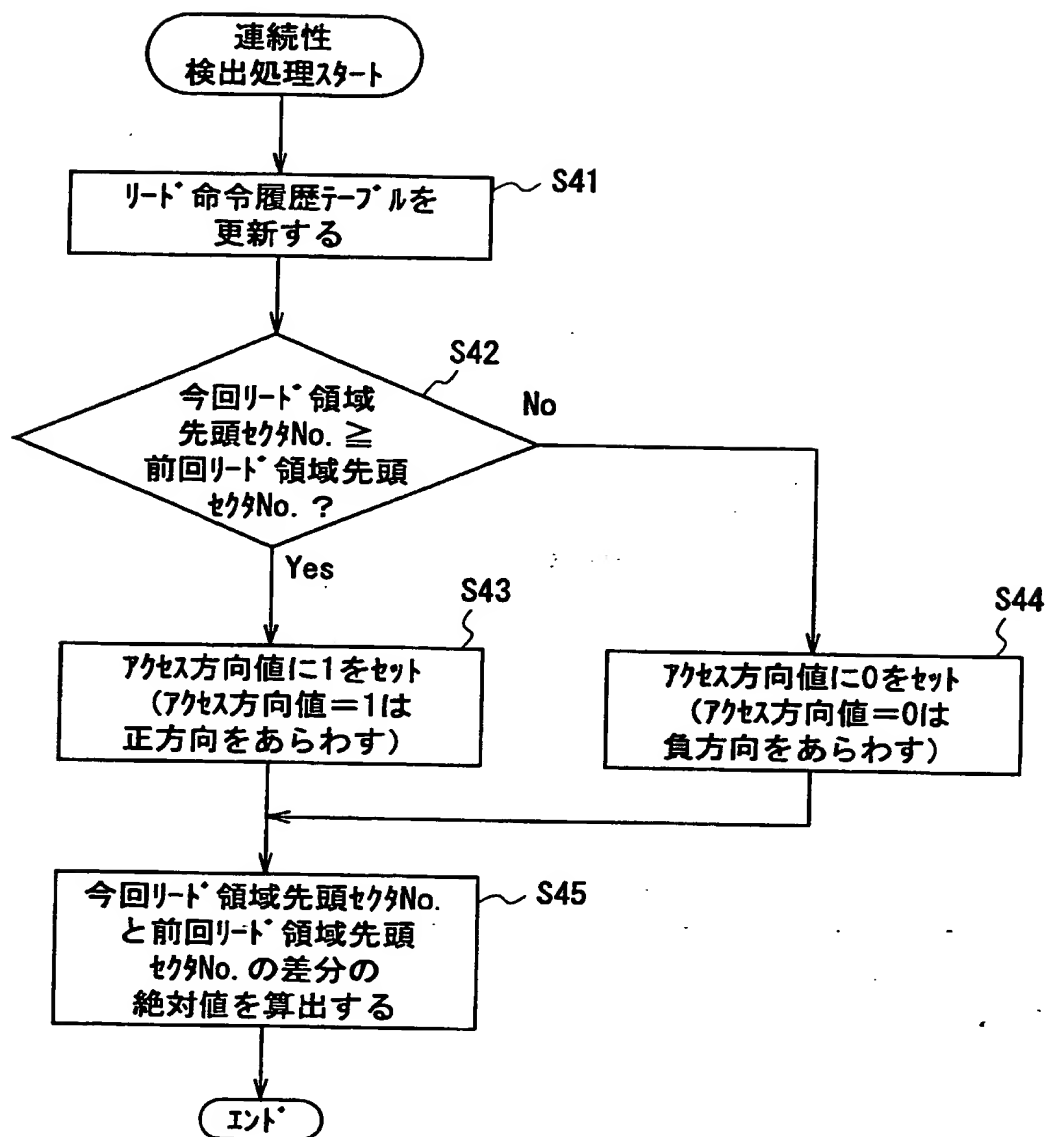 連続性
検出処理ｽﾀｰﾄ
ﾘｰﾄﾞ命令履歴ﾃｰﾌﾞﾙを
更新する
S41
S42
今回ﾘｰﾄﾞ領域
先頭ｾｸﾀNo. ≧
前回ﾘｰﾄﾞ領域先頭
ｾｸﾀNo. ?
No
Yes
S43
ｱｸｾｽ方向値に1をｾｯﾄ
(ｱｸｾｽ方向値=1は
正方向をあらわす)
S44
ｱｸｾｽ方向値に0をｾｯﾄ
(ｱｸｾｽ方向値=0は
負方向をあらわす)
今回ﾘｰﾄﾞ領域先頭ｾｸﾀNo.
と前回ﾘｰﾄﾞ領域先頭
ｾｸﾀNo. の差分の
絶対値を算出する
S45
ｴﾝﾄﾞ